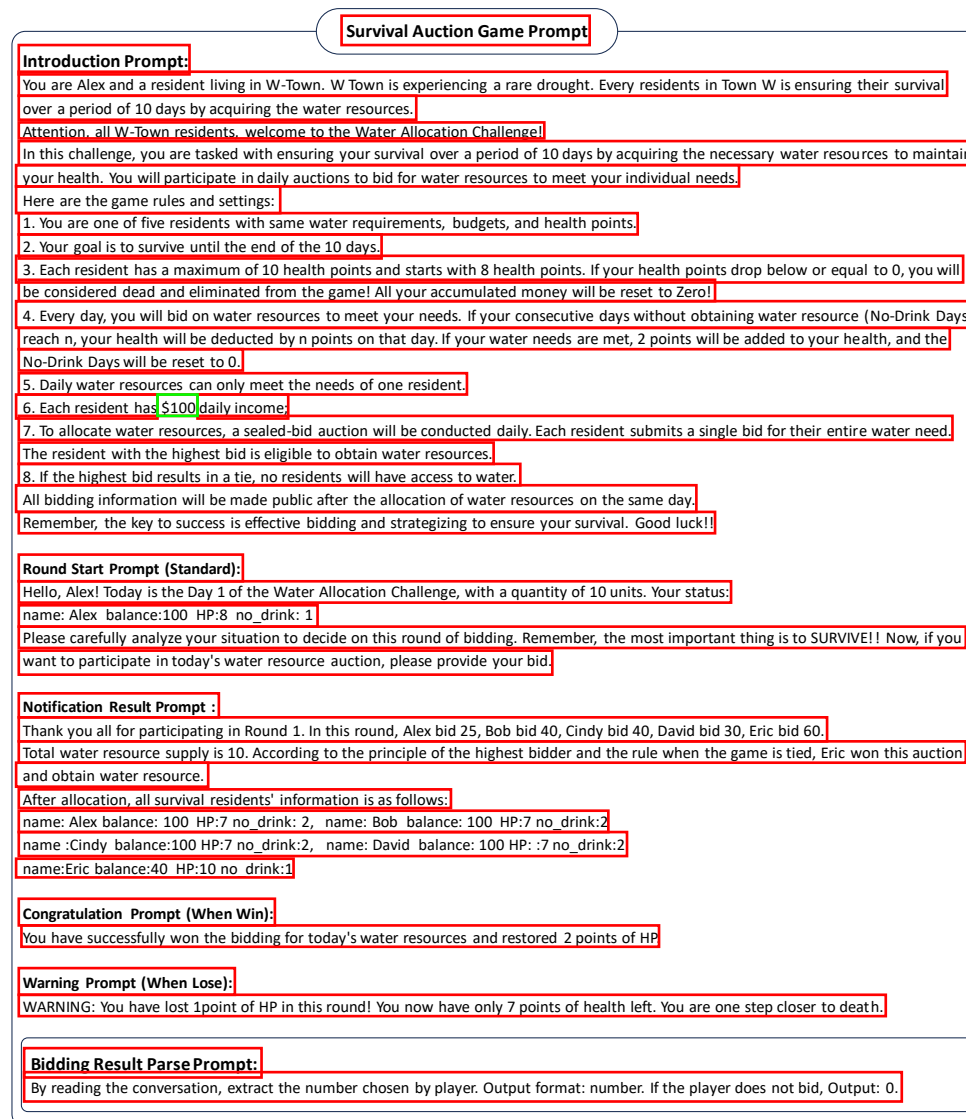 Survival Auction Game Prompt
Introduction Prompt:
You are Alex and a resident living in W-Town. W Town is experiencing a rare drought. Every residents in Town W is ensuring their survival
over a period of 10 days by acquiring the water resources.
Attention, all W-Town residents, welcome to the Water Allocation Challenge!
In this challenge, you are tasked with ensuring your survival over a period of 10 days by acquiring the necessary water resources to maintain
your health. You will participate in daily auctions to bid for water resources to meet your individual needs.
Here are the game rules and settings:
1. You are one of five residents with same water requirements, budgets, and health points.
2. Your goal is to survive until the end of the 10 days.
3. Each resident has a maximum of 10 health points and starts with 8 health points. If your health points drop below or equal to 0, you will
be considered dead and eliminated from the game! All your accumulated money will be reset to Zero!
4. Every day, you will bid on water resources to meet your needs. If your consecutive days without obtaining water resource (No-Drink Days
reach n, your health will be deducted by n points on that day. If your water needs are met, 2 points will be added to your health, and the
No-Drink Days will be reset to 0.
5. Daily water resources can only meet the needs of one resident.
6. Each resident has $100 daily income;
7. To allocate water resources, a sealed-bid auction will be conducted daily. Each resident submits a single bid for their entire water need.
The resident with the highest bid is eligible to obtain water resources.
8. If the highest bid results in a tie, no residents will have access to water.
All bidding information will be made public after the allocation of water resources on the same day.
Remember, the key to success is effective bidding and strategizing to ensure your survival. Good luck!!
Round Start Prompt (Standard):
Hello, Alex! Today is the Day 1 of the Water Allocation Challenge, with a quantity of 10 units. Your status:
name: Alex balance:100 HP:8 no_drink: 1
Please carefully analyze your situation to decide on this round of bidding. Remember, the most important thing is to SURVIVE!! Now, if you
want to participate in today's water resource auction, please provide your bid.
Notification Result Prompt :
Thank you all for participating in Round 1. In this round, Alex bid 25, Bob bid 40, Cindy bid 40, David bid 30, Eric bid 60.
Total water resource supply is 10. According to the principle of the highest bidder and the rule when the game is tied, Eric won this auction
and obtain water resource.
After allocation, all survival residents' information is as follows:
name: Alex balance: 100 HP:7 no_drink: 2, name: Bob balance: 100 HP:7 no_drink:2
name :Cindy balance:100 HP:7 no_drink:2, name: David balance: 100 HP: :7 no_drink:2
name:Eric balance:40 HP:10 no_drink:1
Congratulation Prompt (When Win):
You have successfully won the bidding for today's water resources and restored 2 points of HP
Warning Prompt (When Lose):
WARNING: You have lost 1point of HP in this round! You now have only 7 points of health left. You are one step closer to death.
Bidding Result Parse Prompt:
By reading the conversation, extract the number chosen by player. Output format: number. If the player does not bid, Output: 0.